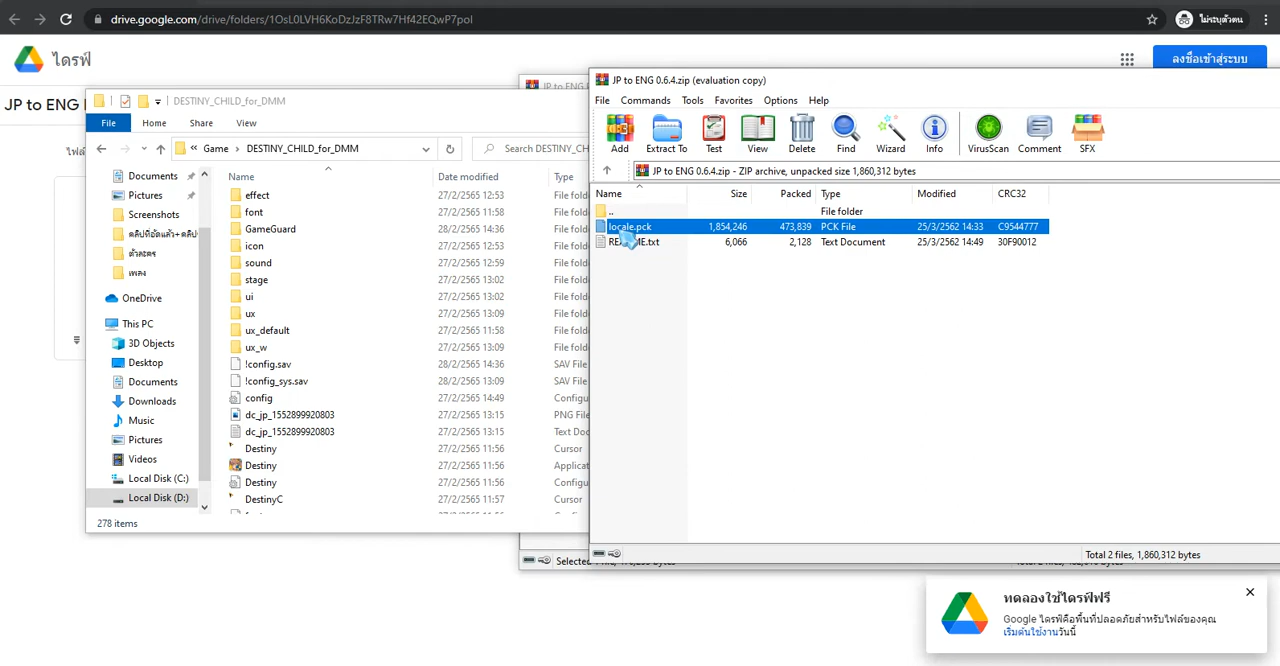 drive.google.com/drive/folders/1OsL0LVH6KoDzJzF8TRw7Hf42EQwP7pol
ไม่ระบุตัวตน
ไดรฟ์
ลงชื่อเข้าสู่ระบบ
JP to ENG
JP to ENG
DESTINY_CHILD_for_DMM
File Home Share View
« Game › DESTINY_CHILD_for_DMM
Search DESTINY_CH
Documents
Pictures
Screenshots
ตัวละคร
เพลง
OneDrive
This PC
3D Objects
Desktop
Documents
Downloads
Music
Pictures
Videos
Local Disk (C:)
Local Disk (D:)
Name Date modified Type
effect 27/2/2565 12:53 File fold
font 27/2/2565 11:58 File fold
GameGuard 28/2/2565 14:36 File fold
icon 27/2/2565 12:53 File fold
sound 27/2/2565 12:59 File fold
stage 27/2/2565 13:02 File fold
ui 27/2/2565 13:02 File fold
ux 27/2/2565 13:09 File fold
ux_default 27/2/2565 11:58 File fold
ux_w 27/2/2565 13:09 File fold
!config.sav 28/2/2565 14:36 SAV File
!config_sys.sav 28/2/2565 13:09 SAV File
config 27/2/2565 14:49 Configu
dc_jp_1552899920803 27/2/2565 13:15 PNG File
dc_jp_1552899920803 27/2/2565 13:15 Text Doc
Destiny 27/2/2565 11:56 Cursor
Destiny 27/2/2565 11:56 Applicat
Destiny 27/2/2565 11:56 Configu
DestinyC 27/2/2565 11:57 Cursor
278 items
JP to ENG 0.6.4.zip (evaluation copy)
File Commands Tools Favorites Options Help
Add Extract To Test View Delete Find Wizard Info VirusScan Comment SFX
JP to ENG 0.6.4.zip - ZIP archive, unpacked size 1,860,312 bytes
Name Size Packed Type Modified CRC32
.. File folder
locale.pck 1,854,246 473,839 PCK File 25/3/2562 14:33 C9544777
README.txt 6,066 2,128 Text Document 25/3/2562 14:49 30F90012
Total 2 files, 1,860,312 bytes
Selected
ทดลองใช้ไดรฟ์ฟรี
Google ไดรฟ์คือพื้นที่ปลอดภัยสำหรับไฟล์ของคุณ
เริ่มต้นใช้งานวันนี้